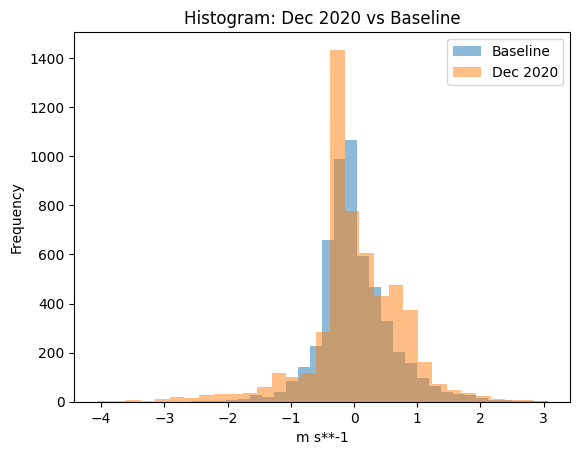 Histogram: Dec 2020 vs Baseline
Baseline
Dec 2020
Frequency
1400
1200
1000
800
600
400
200
0
−4 −3 −2 −1 0 1 2 3
m s**-1